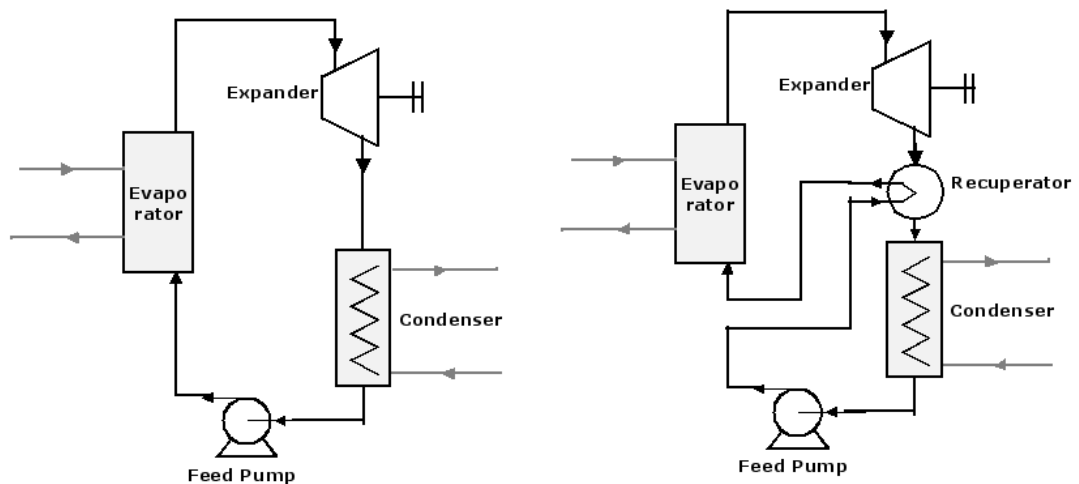 Expander
Evapo
rator
Condenser
Feed Pump
Expander
Evapo
rator
Recuperator
Condenser
Feed Pump